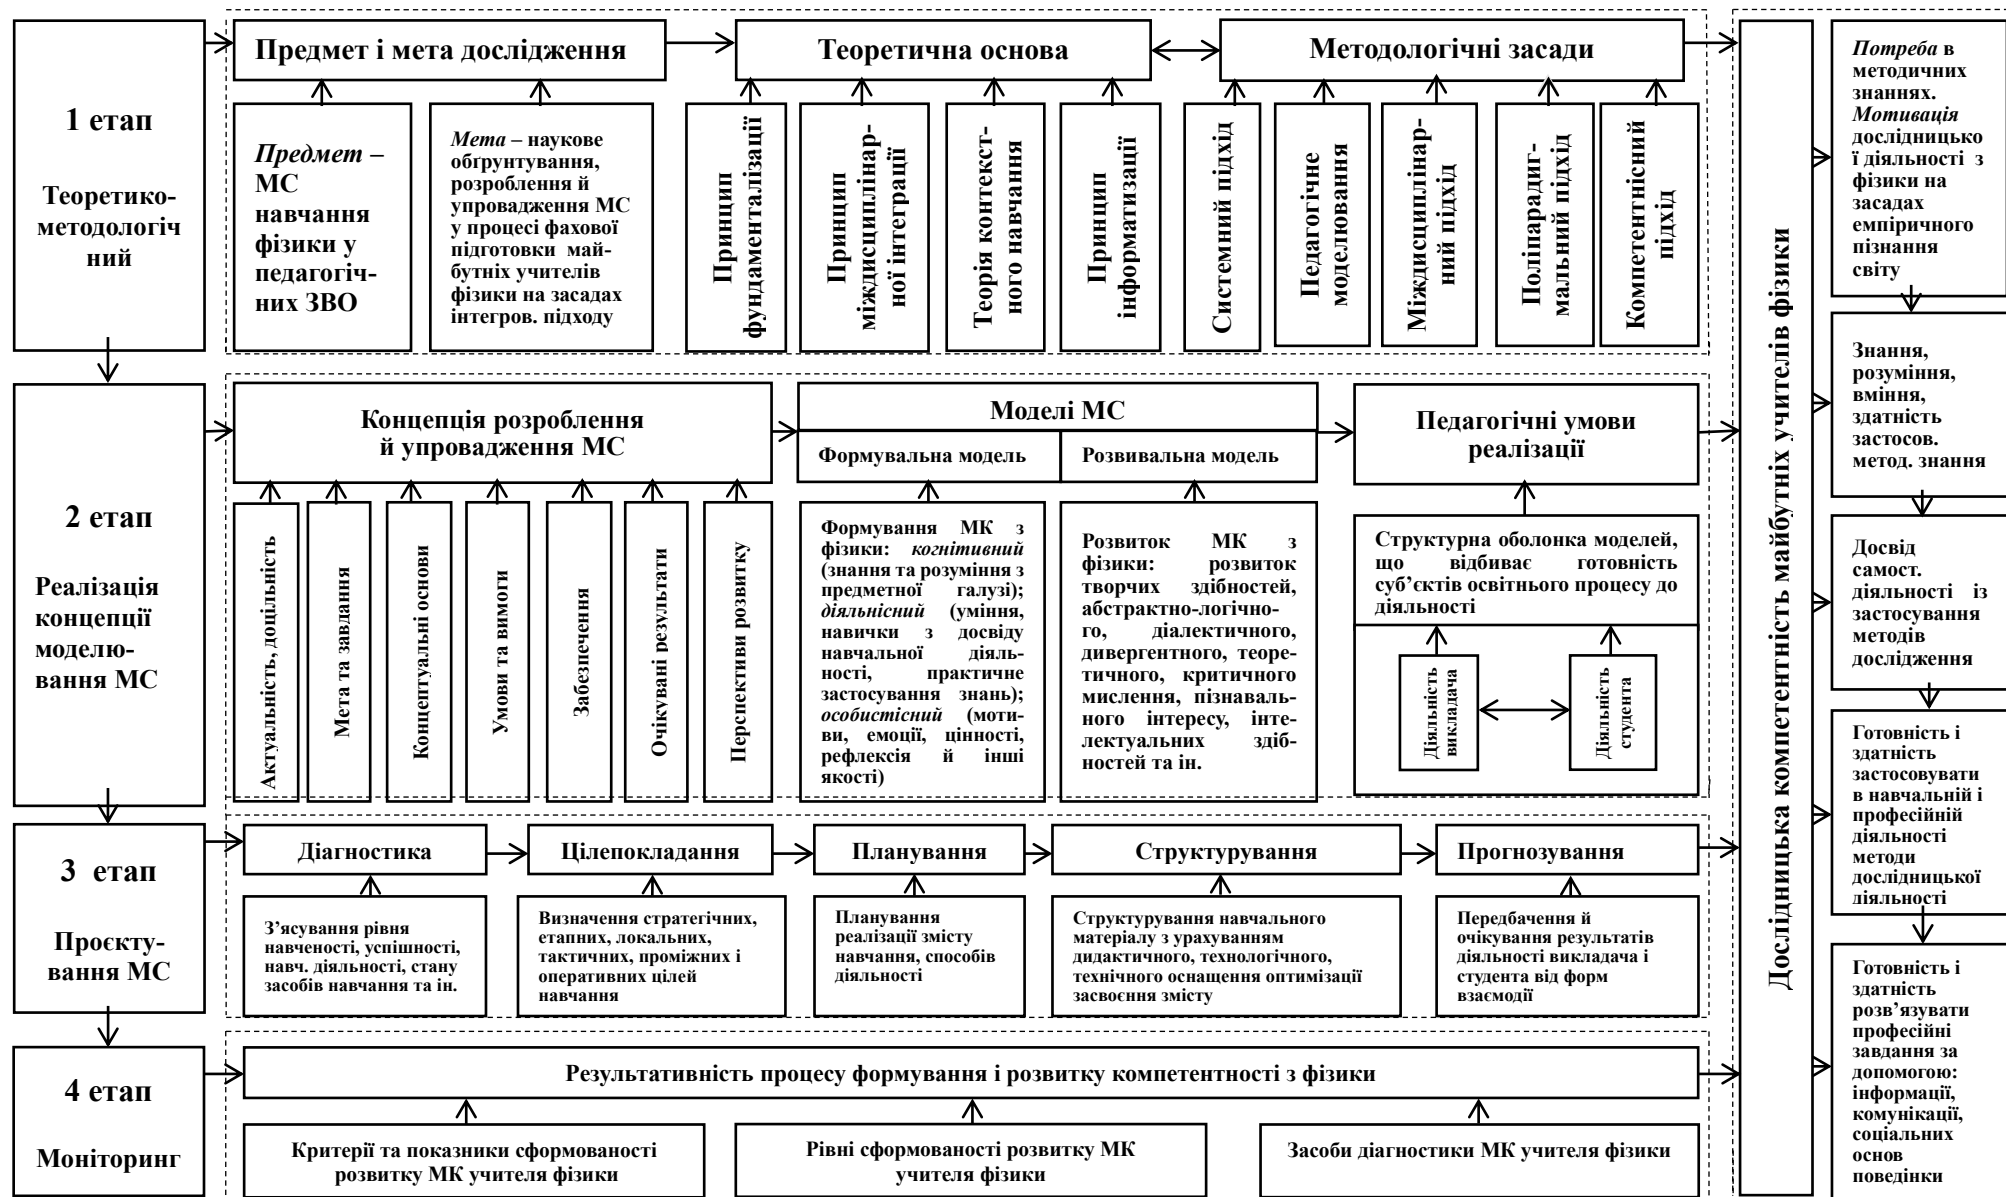 1 етап
Теоретико-
методологіч
ний
Предмет і мета дослідження
Теоретична основа
Методологічні засади
Предмет –
МС
навчання
фізики у
педагогіч-
них ЗВО
Мета – наукове
обґрунтування,
розроблення й
упровадження МС
у процесі фахової
підготовки май-
бутніх учителів
фізики на засадах
інтегров. підходу
Принцип
фундаменталізації
Принцип
міждисциплінар-
ної інтеграції
Теорія контекст-
ного навчання
Принцип
інформатизації
Системний підхід
Педагогічне
моделювання
Міждисциплінар-
ний підхід
Поліпарадиг-
мальний підхід
Компетентнісний
підхід
2 етап
Реалізація
концепції
моделю-
вання МС
Концепція розроблення
й упровадження МС
Моделі МС
Формувальна модель
Розвивальна модель
Педагогічні умови
реалізації
Актуальність, доцільність
Мета та завдання
Концептуальні основи
Умови та вимоги
Забезпечення
Очікувані результати
Перспективи розвитку
Формування МК з
фізики: когнітивний
(знання та розуміння з
предметної галузі);
діяльнісний (уміння,
навички з досвіду
навчальної діяль-
ності, практичне
застосування знань);
особистісний (моти-
ви, емоції, цінності,
рефлексія й інші
якості)
Розвиток МК з
фізики: розвиток
творчих здібностей,
абстрактно-логічно-
го, діалектичного,
дивергентного, теоре-
тичного, критичного
мислення, пізнаваль-
ного інтересу, інте-
лектуальних здіб-
ностей та ін.
Структурна оболонка моделей,
що відбиває готовність
суб’єктів освітнього процесу до
діяльності
Діяльність
викладача
Діяльність
студента
3 етап
Проєкту-
вання МС
Діагностика
Цілепокладання
Планування
Структурування
Прогнозування
З’ясування рівня
навченості, успішності,
навч. діяльності, стану
засобів навчання та ін.
Визначення стратегічних,
етапних, локальних,
тактичних, проміжних і
оперативних цілей
навчання
Планування
реалізації змісту
навчання, способів
діяльності
Структурування навчального
матеріалу з урахуванням
дидактичного, технологічного,
технічного оснащення оптимізації
засвоєння змісту
Передбачення й
очікування результатів
діяльності викладача і
студента від форм
взаємодії
4 етап
Моніторинг
Результативність процесу формування і розвитку компетентності з фізики
Критерії та показники сформованості
розвитку МК учителя фізики
Рівні сформованості розвитку МК
учителя фізики
Засоби діагностики МК учителя фізики
Дослідницька компетентність майбутніх учителів фізики
Потреба в
методичних
знаннях.
Мотивація
дослідницько
ї діяльності з
фізики на
засадах
емпіричного
пізнання
світу
Знання,
розуміння,
вміння,
здатність
застосов.
метод. знання
Досвід
самост.
діяльності із
застосування
методів
дослідження
Готовність і
здатність
застосовувати
в навчальній і
професійній
діяльності
методи
дослідницької
діяльності
Готовність і
здатність
розв’язувати
професійні
завдання за
допомогою:
інформації,
комунікації,
соціальних
основ
поведінки